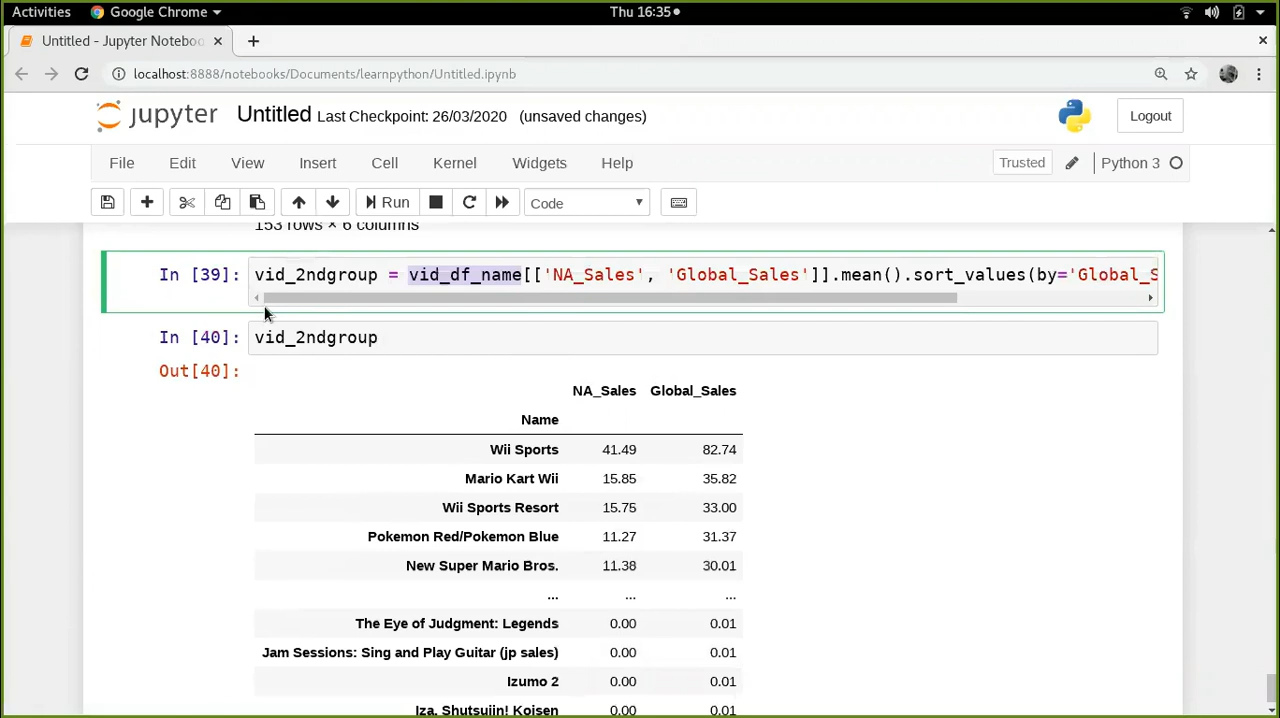 Activities Google Chrome Thu 16:35
Untitled - Jupyter Noteboo
localhost:8888/notebooks/Documents/learnpython/Untitled.ipynb
jupyter Untitled Last Checkpoint: 26/03/2020 (unsaved changes) Logout
File Edit View Insert Cell Kernel Widgets Help Trusted Python 3
Run Code
153 rows × 6 columns
In [39]: vid_2ndgroup = vid_df_name[['NA_Sales', 'Global_Sales']].mean().sort_values(by='Global_S
In [40]: vid_2ndgroup
Out[40]:
NA_Sales Global_Sales
Name
Wii Sports 41.49 82.74
Mario Kart Wii 15.85 35.82
Wii Sports Resort 15.75 33.00
Pokemon Red/Pokemon Blue 11.27 31.37
New Super Mario Bros. 11.38 30.01
... ... ...
The Eye of Judgment: Legends 0.00 0.01
Jam Sessions: Sing and Play Guitar (jp sales) 0.00 0.01
Izumo 2 0.00 0.01
Iza, Shutsujin! Koisen 0.00 0.01